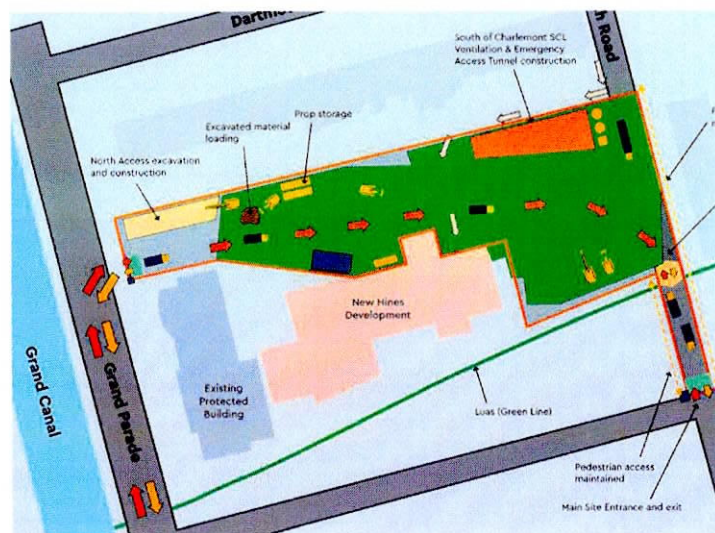 Dartmo
South of Charlemont SCL
Ventilation & Emergency
Access Tunnel construction
h Road
Prop storage
Excavated material
loading
North Access excavation
and construction
New Hines
Development
Existing
Protected
Building
Grand Canal
Grand Parade
Luas (Green Line)
Pedestrian access
maintained
Main Site Entrance and exit